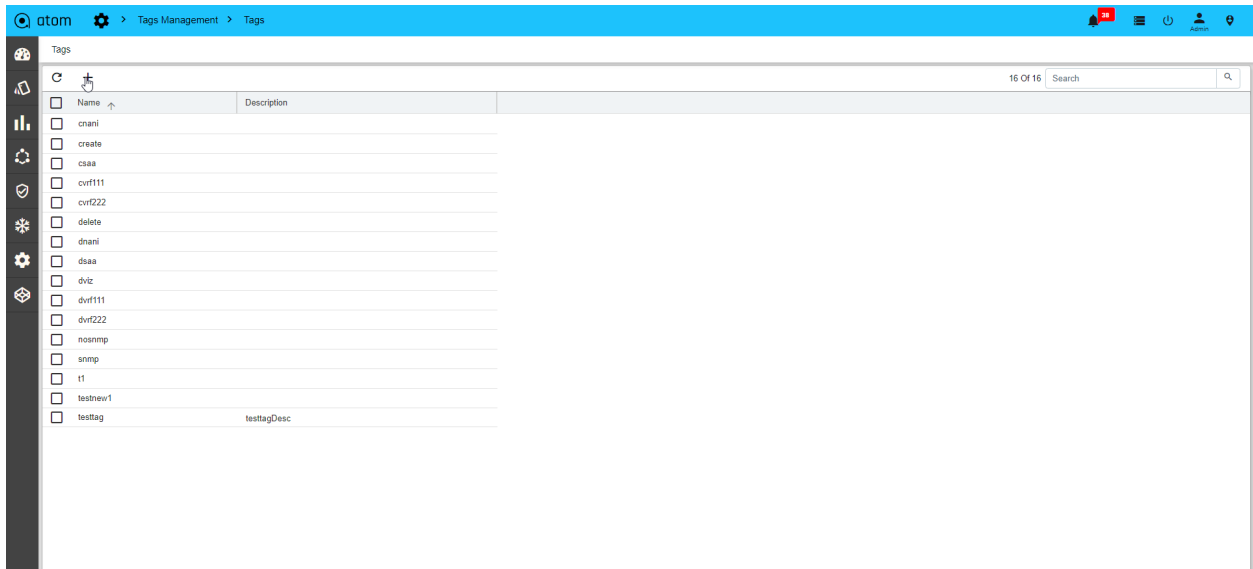 atom > Tags Management > Tags 38 Admin
Tags
16 Of 16 Search
Name Description
cnani
create
csaa
cvrf111
cvrf222
delete
dnani
dsaa
dviz
dvrf111
dvrf222
nosnmp
snmp
t1
testnew1
testtag testtagDesc